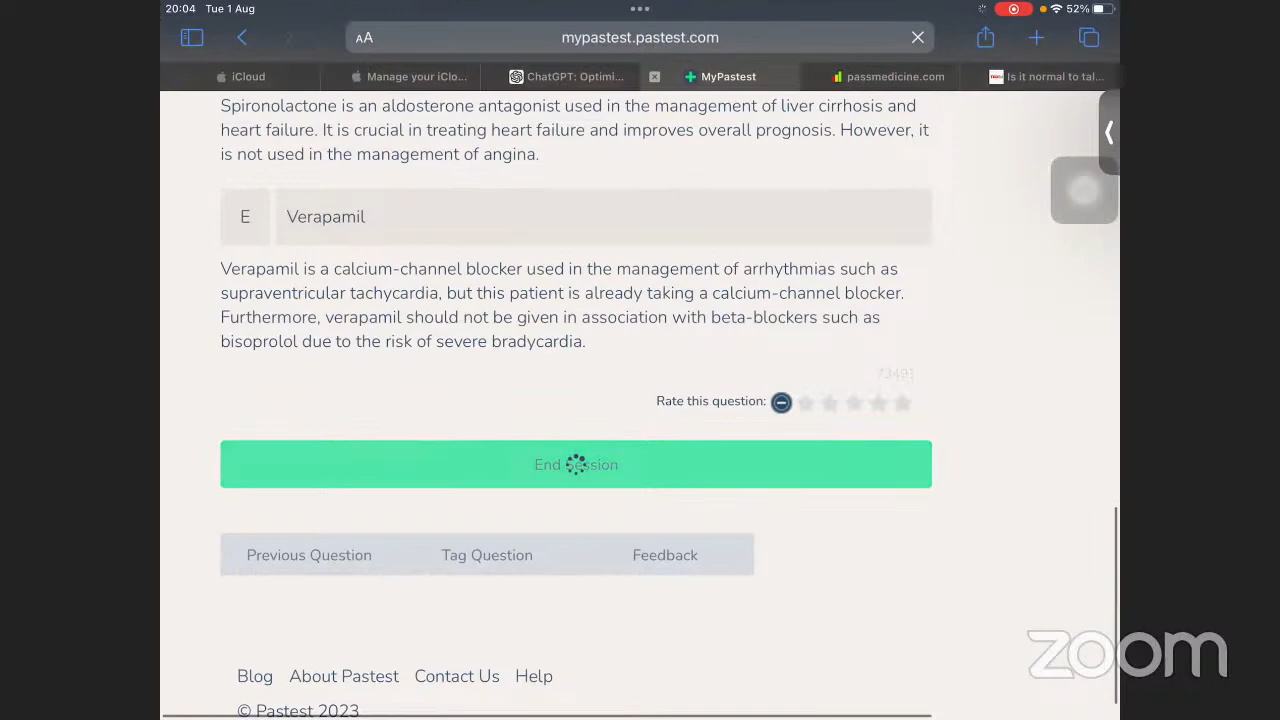 20:04 Tue 1 Aug
52%
AA mypastest.pastest.com
iCloud Manage your iClo... ChatGPT: Optimi... MyPastest passmedicine.com Is it normal to tal...
Spironolactone is an aldosterone antagonist used in the management of liver cirrhosis and
heart failure. It is crucial in treating heart failure and improves overall prognosis. However, it
is not used in the management of angina.
E Verapamil
Verapamil is a calcium-channel blocker used in the management of arrhythmias such as
supraventricular tachycardia, but this patient is already taking a calcium-channel blocker.
Furthermore, verapamil should not be given in association with beta-blockers such as
bisoprolol due to the risk of severe bradycardia.
73491
Rate this question:
End Session
Previous Question Tag Question Feedback
Blog About Pastest Contact Us Help
© Pastest 2023
zoom